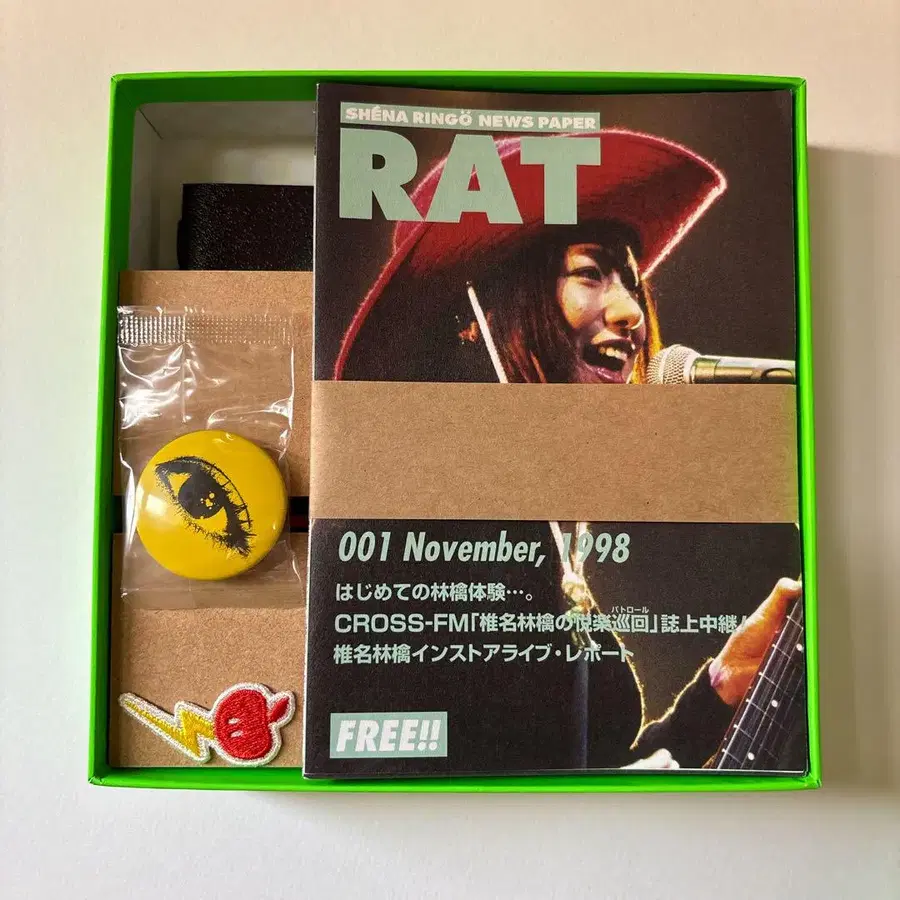 SHÉNA RINGÖ NEWS PAPER
RAT
001 November, 1998
はじめての林檎体験…。
CROSS-FM「椎名林檎の悦楽巡回」誌上中継！
パトロール
椎名林檎インストアライブ・レポート
FREE!!